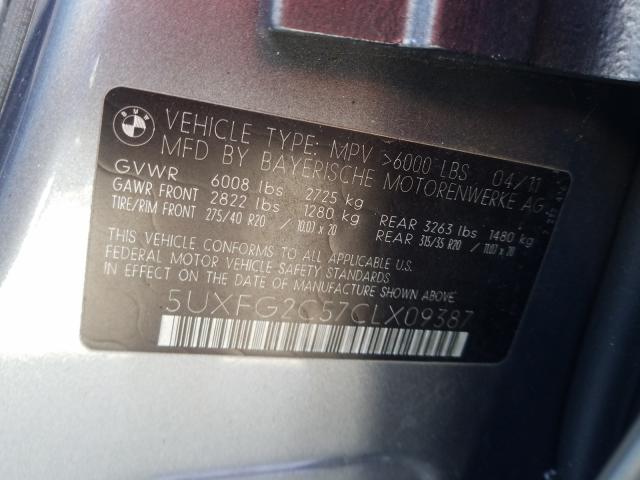 BMW
VEHICLE TYPE: MPV >6000 LBS 04/11
MFD BY BAYERISCHE MOTORENWERKE AG
GVWR 6008 lbs 2725 kg
GAWR FRONT 2822 lbs 1280 kg REAR 3263 lbs 1480 kg
TIRE/RIM FRONT 275/40 R20 / 10.0J x 20 REAR 315/35 R20 / 11.0J x 20
THIS VEHICLE CONFORMS TO ALL APPLICABLE U.S.
FEDERAL MOTOR VEHICLE SAFETY STANDARDS
IN EFFECT ON THE DATE OF MANUFACTURE SHOWN ABOVE.
5UXFG2C57CLX09387